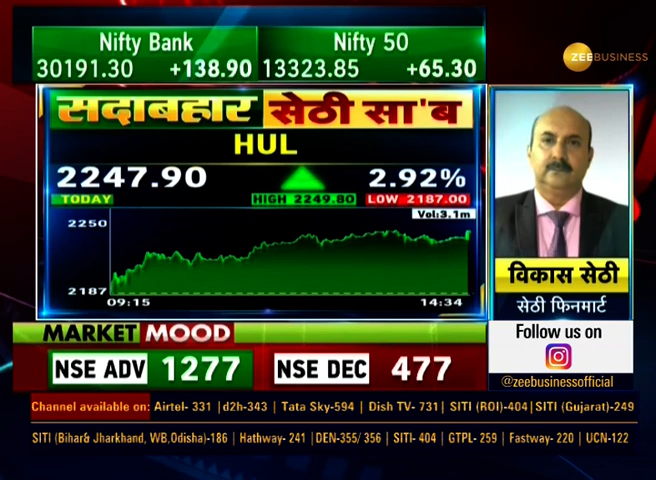 Nifty Bank
30191.30 +138.90
Nifty 50
13323.85 +65.30
ZEE BUSINESS
सदाबहार सेठी सा'ब
HUL
2247.90 2.92%
TODAY HIGH 2249.80 LOW 2187.00
Vol:3.1m
2250
2187
09:15 14:34
विकास सेठी
सेठी फिनमार्ट
MARKET MOOD
NSE ADV 1277 NSE DEC 477
Follow us on
@zeebusinessofficial
Channel available on: Airtel- 331 |d2h-343 | Tata Sky-594 | Dish TV- 731| SITI (ROI)-404| SITI (Gujarat)-249
SITI (Bihar& Jharkhand, WB,Odisha)-186 | Hathway- 241 |DEN-355/ 356 | SITI- 404 | GTPL- 259 | Fastway- 220 | UCN-122